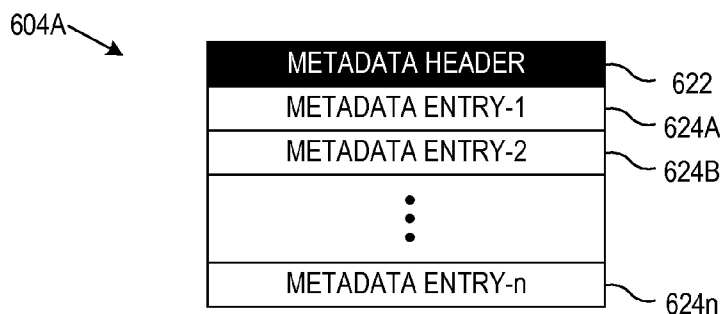 604A
METADATA HEADER
622
METADATA ENTRY-1
624A
METADATA ENTRY-2
624B
METADATA ENTRY-n
624n